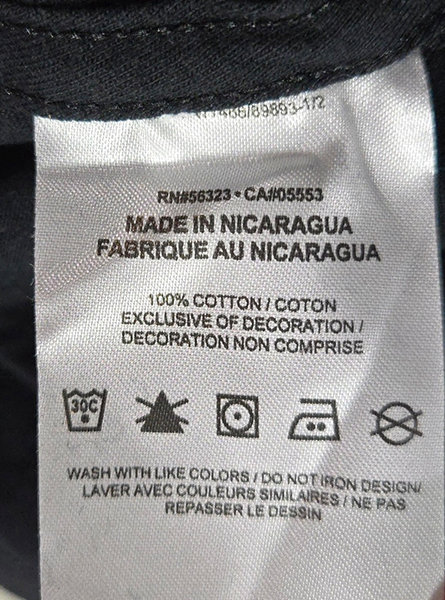 RN#56323 • CA#05553
MADE IN NICARAGUA
FABRIQUE AU NICARAGUA
100% COTTON / COTON
EXCLUSIVE OF DECORATION /
DECORATION NON COMPRISE
30C
WASH WITH LIKE COLORS / DO NOT IRON DESIGN/
LAVER AVEC COULEURS SIMILAIRES / NE PAS
REPASSER LE DESSIN